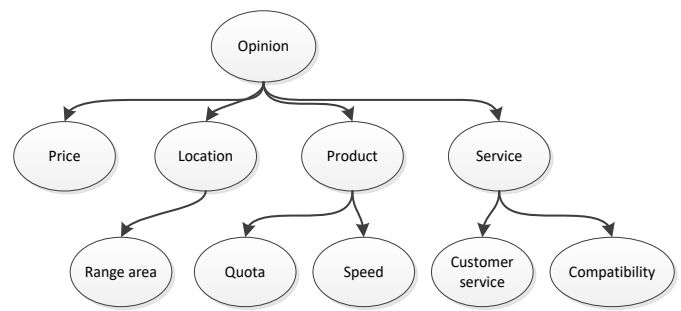 Opinion
Price
Location
Product
Service
Range area
Quota
Speed
Customer
service
Compatibility